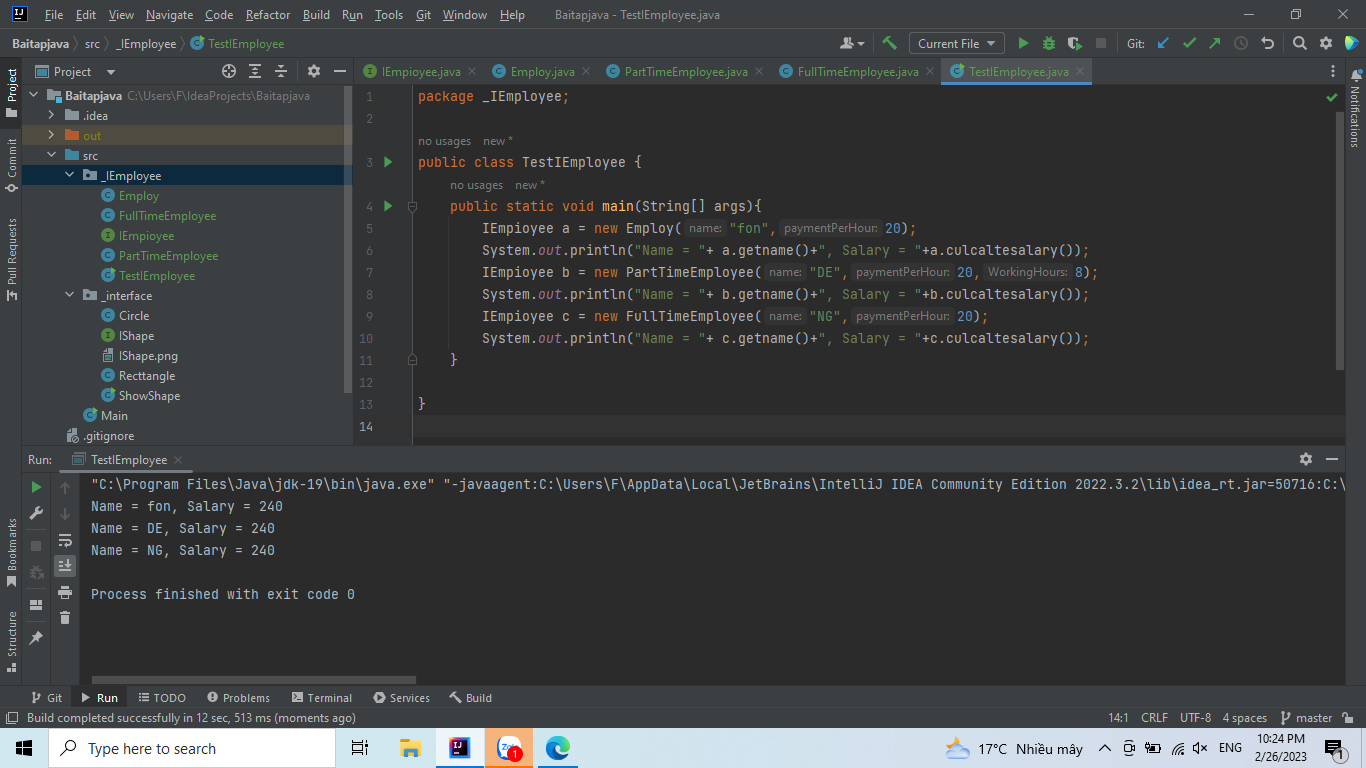 File Edit View Navigate Code Refactor Build Run Tools Git Window Help Baitapjava - TestIEmployee.java
Baitapjava src _IEmployee TestIEmployee Current File Git:
Project
IEmpioyee.java Employ.java PartTimeEmployee.java FullTimeEmployee.java TestIEmployee.java
Project
Commit
Pull Requests
Bookmarks
Structure
Notifications
Baitapjava C:\Users\F\IdeaProjects\Baitapjava
.idea
out
src
_IEmployee
Employ
FullTimeEmployee
IEmpioyee
PartTimeEmployee
TestIEmployee
_interface
Circle
IShape
IShape.png
Recttangle
ShowShape
Main
.gitignore
1 package _IEmployee;
2
no usages new *
3 public class TestIEmployee {
no usages new *
4 public static void main(String[] args){
5 IEmpioyee a = new Employ( name: "fon", paymentPerHour: 20);
6 System.out.println("Name = "+ a.getname()+", Salary = "+a.culcaltesalary());
7 IEmpioyee b = new PartTimeEmployee( name: "DE", paymentPerHour: 20, WorkingHours: 8);
8 System.out.println("Name = "+ b.getname()+", Salary = "+b.culcaltesalary());
9 IEmpioyee c = new FullTimeEmployee( name: "NG", paymentPerHour: 20);
10 System.out.println("Name = "+ c.getname()+", Salary = "+c.culcaltesalary());
11 }
12
13 }
14
Run: TestIEmployee
"C:\Program Files\Java\jdk-19\bin\java.exe" "-javaagent:C:\Users\F\AppData\Local\JetBrains\IntelliJ IDEA Community Edition 2022.3.2\lib\idea_rt.jar=50716:C:\
Name = fon, Salary = 240
Name = DE, Salary = 240
Name = NG, Salary = 240
Process finished with exit code 0
Git Run TODO Problems Terminal Services Build
Build completed successfully in 12 sec, 513 ms (moments ago) 14:1 CRLF UTF-8 4 spaces master
Type here to search 17°C Nhiều mây ENG 10:24 PM
2/26/2023
1
1